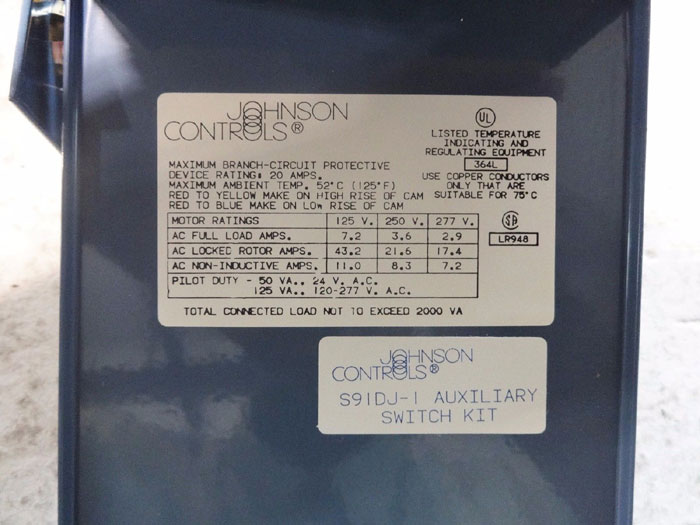 JOHNSON
CONTROLS®
MAXIMUM BRANCH-CIRCUIT PROTECTIVE
DEVICE RATING: 20 AMPS.
MAXIMUM AMBIENT TEMP. 52°C (125°F)
RED TO YELLOW MAKE ON HIGH RISE OF CAM
RED TO BLUE MAKE ON LOW RISE OF CAM
UL
LISTED TEMPERATURE
INDICATING AND
REGULATING EQUIPMENT
364L
USE COPPER CONDUCTORS
ONLY THAT ARE
SUITABLE FOR 75°C
SA
LR948
MOTOR RATINGS 125 V. 250 V. 277 V.
AC FULL LOAD AMPS. 7.2 3.6 2.9
AC LOCKED ROTOR AMPS. 43.2 21.6 17.4
AC NON-INDUCTIVE AMPS. 11.0 8.3 7.2
PILOT DUTY - 50 VA., 24 V. A.C.
125 VA., 120-277 V. A.C.
TOTAL CONNECTED LOAD NOT TO EXCEED 2000 VA
JOHNSON
CONTROLS®
S91DJ-1 AUXILIARY
SWITCH KIT